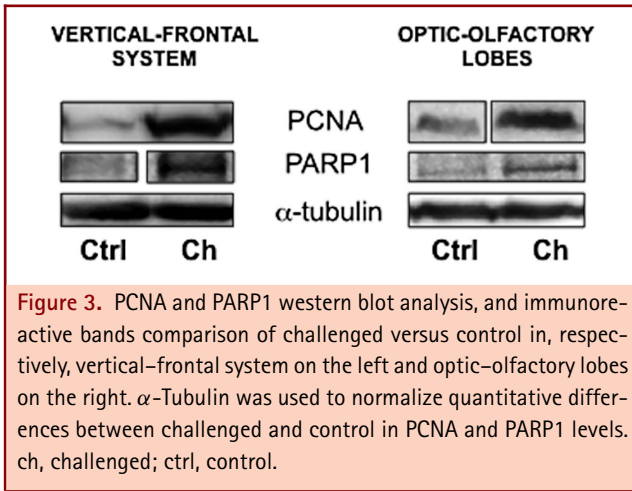 VERTICAL-FRONTAL
SYSTEM
OPTIC-OLFACTORY
LOBES
PCNA
PARP1
α-tubulin
Ctrl Ch
Ctrl Ch
Figure 3. PCNA and PARP1 western blot analysis, and immunore-
active bands comparison of challenged versus control in, respec-
tively, vertical–frontal system on the left and optic–olfactory lobes
on the right. α-Tubulin was used to normalize quantitative differ-
ences between challenged and control in PCNA and PARP1 levels.
ch, challenged; ctrl, control.